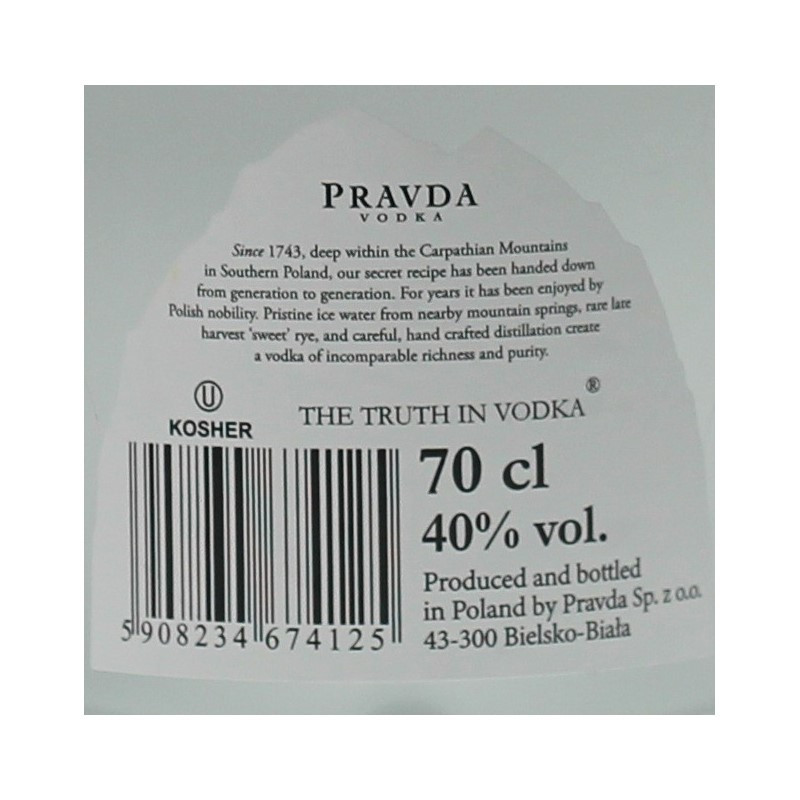 PRAVDA
VODKA
Since 1743, deep within the Carpathian Mountains
in Southern Poland, our secret recipe has been handed down
from generation to generation. For years it has been enjoyed by
Polish nobility. Pristine ice water from nearby mountain springs, rare late
harvest 'sweet' rye, and careful, hand crafted distillation create
a vodka of incomparable richness and purity.
U
KOSHER
THE TRUTH IN VODKA®
70 cl
40% vol.
Produced and bottled
in Poland by Pravda Sp. z o.o.
43-300 Bielsko-Biała
5 908234 674125